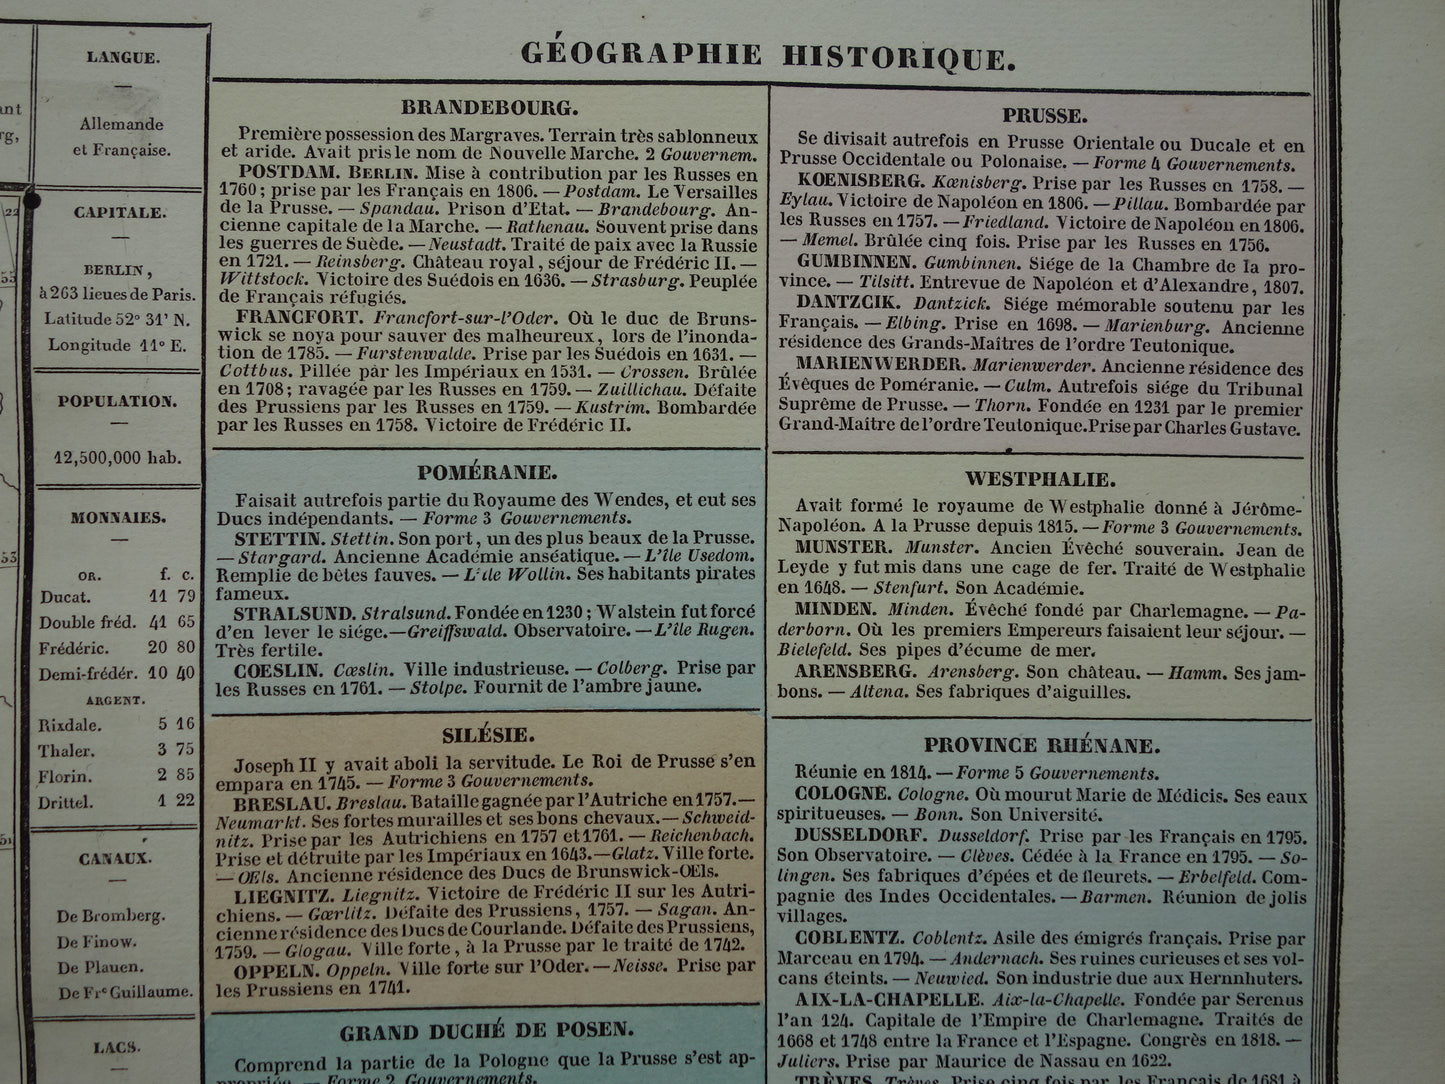 ant
rg,
22
55
53
51
LANGUE.
Allemande
et Française.
CAPITALE.
BERLIN,
à 263 lieues de Paris.
Latitude 52° 31' N.
Longitude 11° E.
POPULATION.
12,500,000 hab.
MONNAIES.
OR. f. c.
Ducat. 11 79
Double fréd. 41 65
Frédéric. 20 80
Demi-frédér. 10 40
ARGENT.
Rixdale. 5 16
Thaler. 3 75
Florin. 2 85
Drittel. 1 22
CANAUX.
De Bromberg.
De Finow.
De Plauen.
De Frc Guillaume.
LACS.
GÉOGRAPHIE HISTORIQUE.
BRANDEBOURG.
Première possession des Margraves. Terrain très sablonneux
et aride. Avait pris le nom de Nouvelle Marche. 2 Gouvernem.
POSTDAM. BERLIN. Mise à contribution par les Russes en
1760; prise par les Français en 1806. — Postdam. Le Versailles
de la Prusse. — Spandau. Prison d'Etat. — Brandebourg. An-
cienne capitale de la Marche. — Rathenau. Souvent prise dans
les guerres de Suède. — Neustadt. Traité de paix avec la Russie
en 1721. — Reinsberg. Château royal, séjour de Frédéric II. —
Wittstock. Victoire des Suédois en 1636. — Strasburg. Peuplée
de Français réfugiés.
FRANCFORT. Francfort-sur-l'Oder. Où le duc de Bruns-
wick se noya pour sauver des malheureux, lors de l'inonda-
tion de 1785. — Furstenwalde. Prise par les Suédois en 1631. —
Cottbus. Pillée par les Impériaux en 1531. — Crossen. Brûlée
en 1708; ravagée par les Russes en 1759. — Zuillichau. Défaite
des Prussiens par les Russes en 1759. — Kustrim. Bombardée
par les Russes en 1758. Victoire de Frédéric II.
POMÉRANIE.
Faisait autrefois partie du Royaume des Wendes, et eut ses
Ducs indépendants. — Forme 3 Gouvernements.
STETTIN. Stettin. Son port, un des plus beaux de la Prusse.
— Stargard. Ancienne Académie anséatique. — L'île Usedom.
Remplie de bêtes fauves. — L'île Wollin. Ses habitants pirates
fameux.
STRALSUND. Stralsund. Fondée en 1230; Walstein fut forcé
d'en lever le siége. — Greiffswald. Observatoire. — L'île Rugen.
Très fertile.
COESLIN. Cœslin. Ville industrieuse. — Colberg. Prise par
les Russes en 1761. — Stolpe. Fournit de l'ambre jaune.
SILÉSIE.
Joseph II y avait aboli la servitude. Le Roi de Prusse s'en
empara en 1745. — Forme 3 Gouvernements.
BRESLAU. Breslau. Bataille gagnée par l'Autriche en 1757. —
Neumarkt. Ses fortes murailles et ses bons chevaux. — Schweid-
nitz. Prise par les Autrichiens en 1757 et 1761. — Reichenbach.
Prise et détruite par les Impériaux en 1643. — Glatz. Ville forte.
— OEls. Ancienne résidence des Ducs de Brunswick-OEls.
LIEGNITZ. Liegnitz. Victoire de Frédéric II sur les Autri-
chiens. — Gœrlitz. Défaite des Prussiens, 1757. — Sagan. An-
cienne résidence des Ducs de Courlande. Défaite des Prussiens,
1759. — Glogau. Ville forte, à la Prusse par le traité de 1742.
OPPELN. Oppeln. Ville forte sur l'Oder. — Neisse. Prise par
les Prussiens en 1741.
GRAND DUCHÉ DE POSEN.
Comprend la partie de la Pologne que la Prusse s'est ap-
propriée. — Forme 2 Gouvernements.
PRUSSE.
Se divisait autrefois en Prusse Orientale ou Ducale et en
Prusse Occidentale ou Polonaise. — Forme 4 Gouvernements.
KOENISBERG. Kœnisberg. Prise par les Russes en 1758. —
Eylau. Victoire de Napoléon en 1806. — Pillau. Bombardée par
les Russes en 1757. — Friedland. Victoire de Napoléon en 1806.
— Memel. Brûlée cinq fois. Prise par les Russes en 1756.
GUMBINNEN. Gumbinnen. Siége de la Chambre de la pro-
vince. — Tilsitt. Entrevue de Napoléon et d'Alexandre, 1807.
DANTZCIK. Dantzick. Siége mémorable soutenu par les
Français. — Elbing. Prise en 1698. — Marienburg. Ancienne
résidence des Grands-Maîtres de l'ordre Teutonique.
MARIENWERDER. Marienwerder. Ancienne résidence des
Évêques de Poméranie. — Culm. Autrefois siége du Tribunal
Suprême de Prusse. — Thorn. Fondée en 1231 par le premier
Grand-Maître de l'ordre Teutonique. Prise par Charles Gustave.
WESTPHALIE.
Avait formé le royaume de Westphalie donné à Jérôme-
Napoléon. A la Prusse depuis 1815. — Forme 3 Gouvernements.
MUNSTER. Munster. Ancien Évêché souverain. Jean de
Leyde y fut mis dans une cage de fer. Traité de Westphalie
en 1648. — Stenfurt. Son Académie.
MINDEN. Minden. Évêché fondé par Charlemagne. — Pa-
derborn. Où les premiers Empereurs faisaient leur séjour. —
Bielefeld. Ses pipes d'écume de mer.
ARENSBERG. Arensberg. Son château. — Hamm. Ses jam-
bons. — Altena. Ses fabriques d'aiguilles.
PROVINCE RHÉNANE.
Réunie en 1814. — Forme 5 Gouvernements.
COLOGNE. Cologne. Où mourut Marie de Médicis. Ses eaux
spiritueuses. — Bonn. Son Université.
DUSSELDORF. Dusseldorf. Prise par les Français en 1795.
Son Observatoire. — Clèves. Cédée à la France en 1795. — So-
lingen. Ses fabriques d'épées et de fleurets. — Erbelfeld. Com-
pagnie des Indes Occidentales. — Barmen. Réunion de jolis
villages.
COBLENTZ. Coblentz. Asile des émigrés français. Prise par
Marceau en 1794. — Andernach. Ses ruines curieuses et ses vol-
cans éteints. — Neuwied. Son industrie due aux Hernnhuters.
AIX-LA-CHAPELLE. Aix-la-Chapelle. Fondée par Serenus
l'an 124. Capitale de l'Empire de Charlemagne. Traités de
1668 et 1748 entre la France et l'Espagne. Congrès en 1818. —
Juliers. Prise par Maurice de Nassau en 1622.
TRÈVES. Trèves. Prise cinq fois par les Français de 1681 à